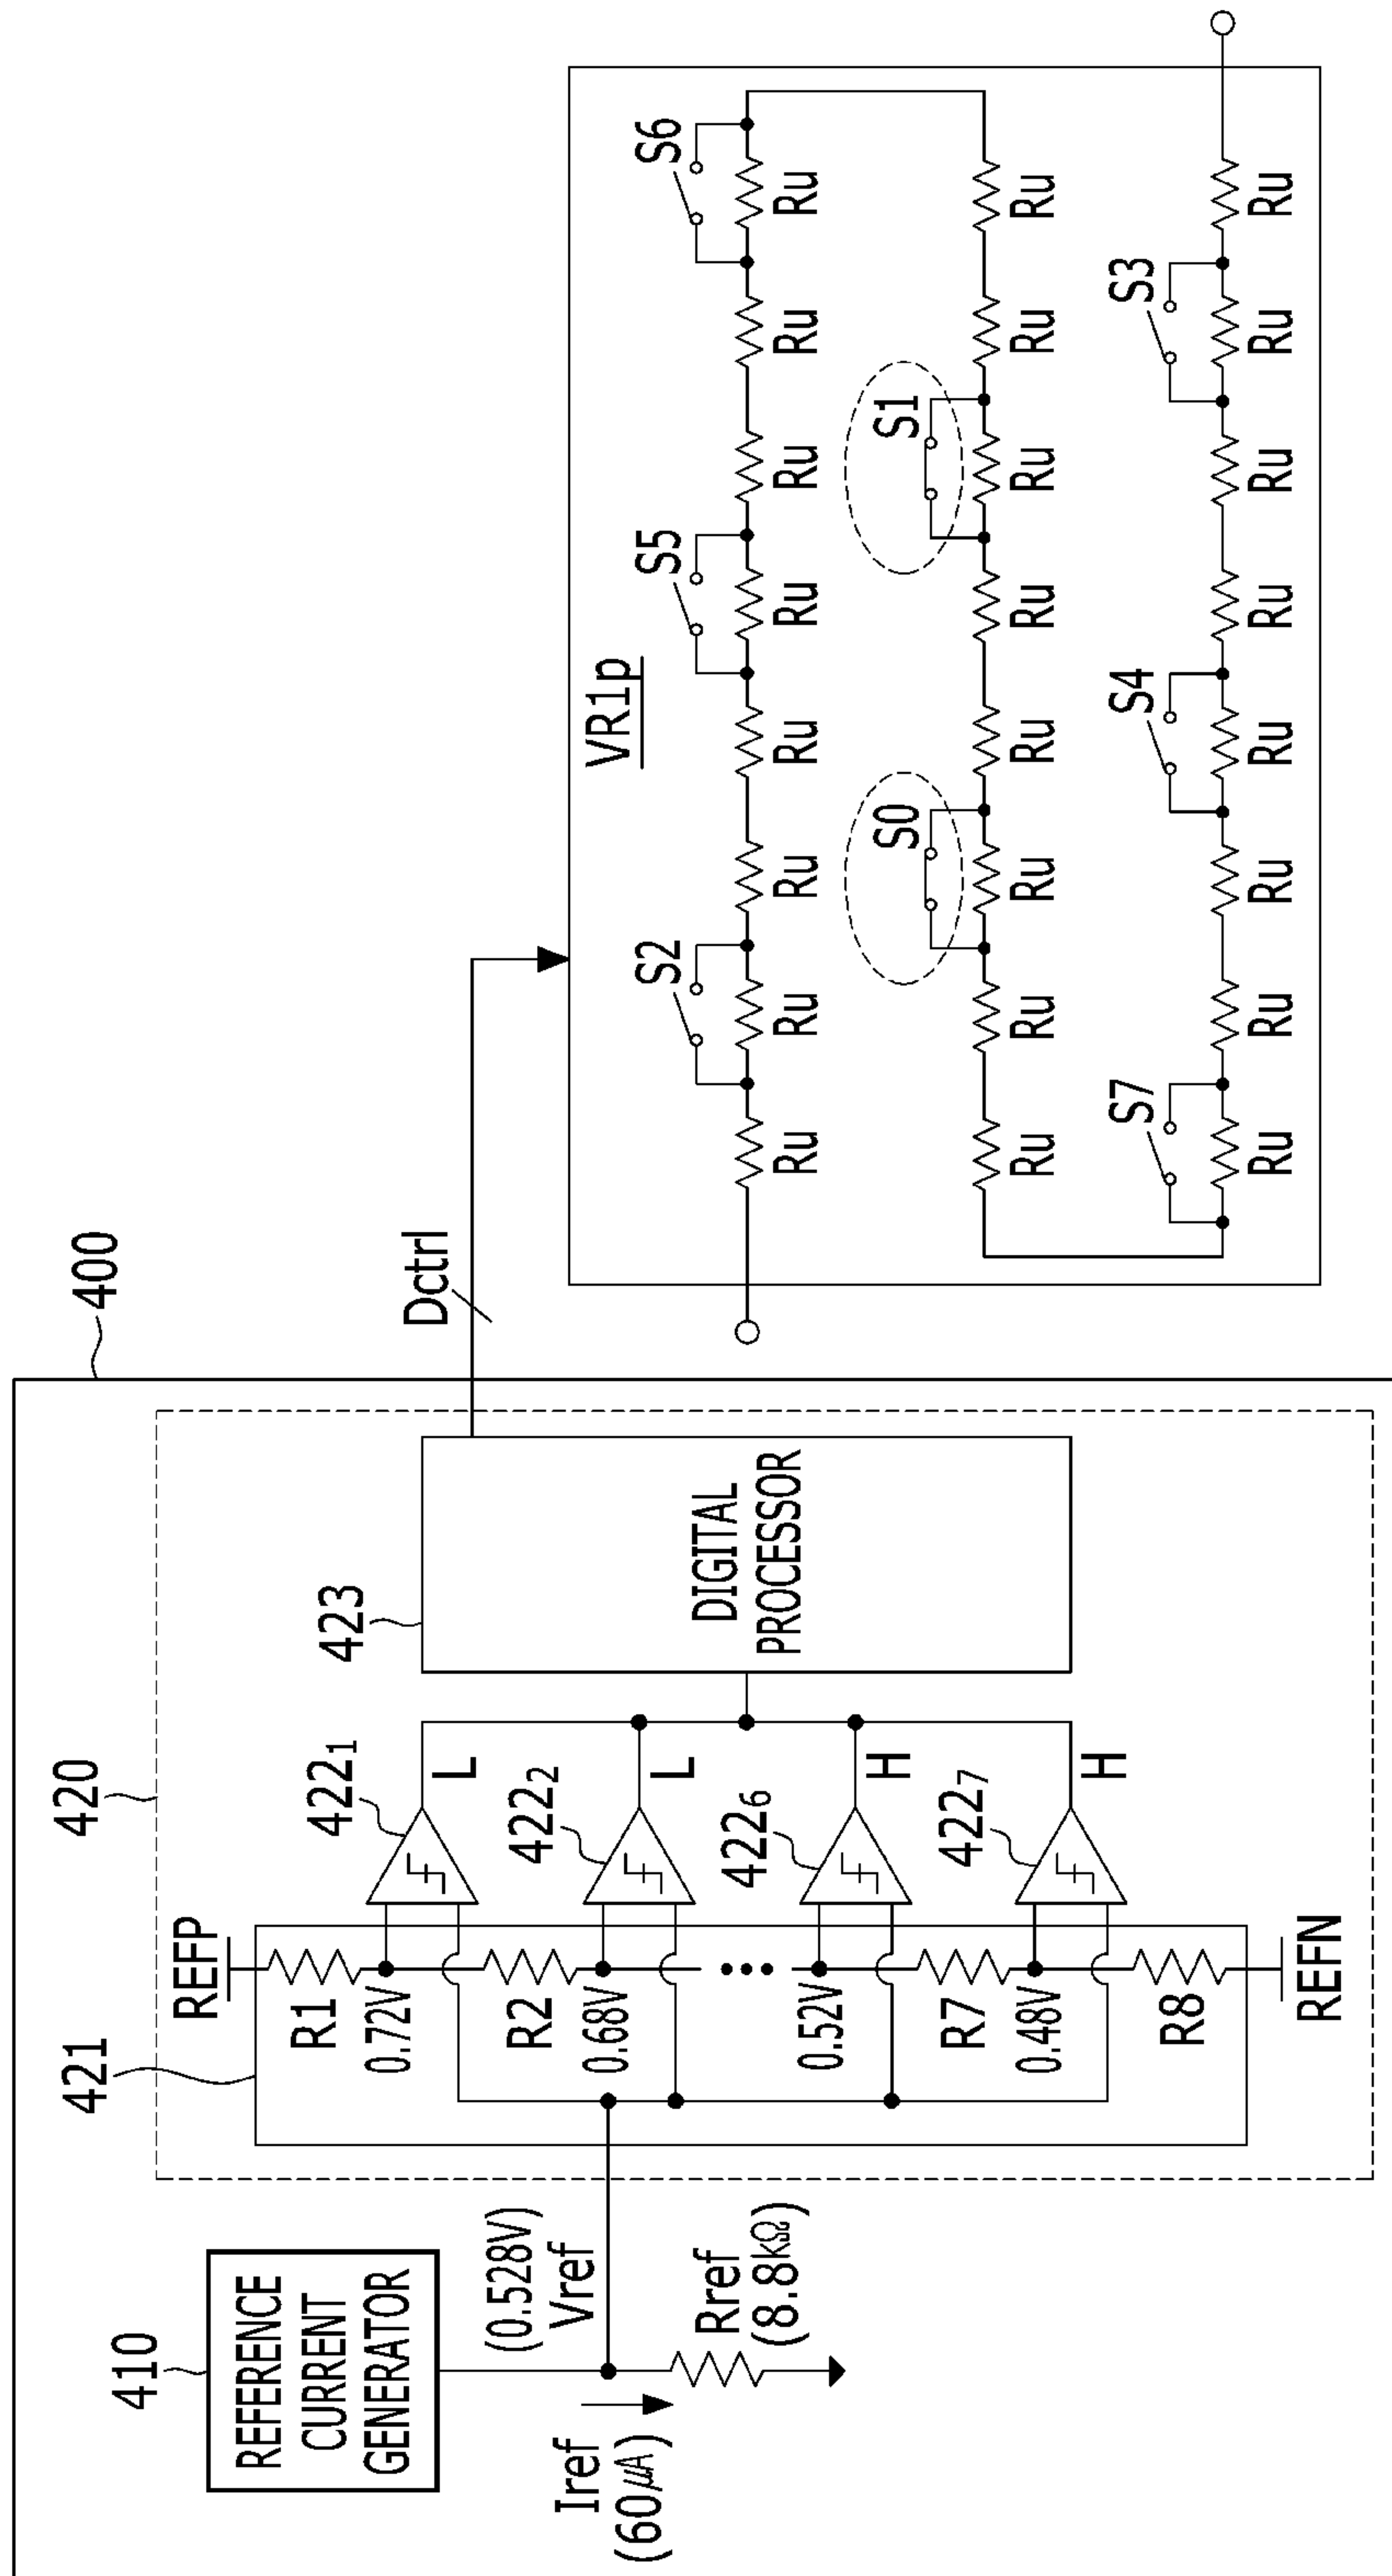 400
420
410
REFERENCE
CURRENT
GENERATOR
Iref
(60㎂)
(0.528V)
Vref
Rref
(8.8㏀)
421
REFP
R1
0.72V
R2
0.68V
0.52V
R7
0.48V
R8
REFN
422₁
L
422₂
L
422₆
H
422₇
H
423
DIGITAL
PROCESSOR
Dctrl
VR1p
S2
S5
S6
Ru
Ru
Ru
Ru
Ru
Ru
Ru
Ru
S0
S1
Ru
Ru
Ru
Ru
Ru
Ru
Ru
Ru
S7
S4
S3
Ru
Ru
Ru
Ru
Ru
Ru
Ru
Ru